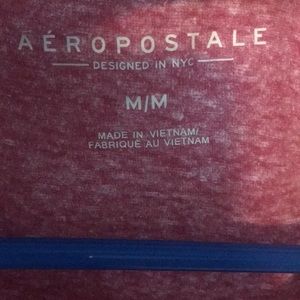 AÉROPOSTALE
DESIGNED IN NYC
M/M
MADE IN VIETNAM/
FABRIQUÉ AU VIETNAM